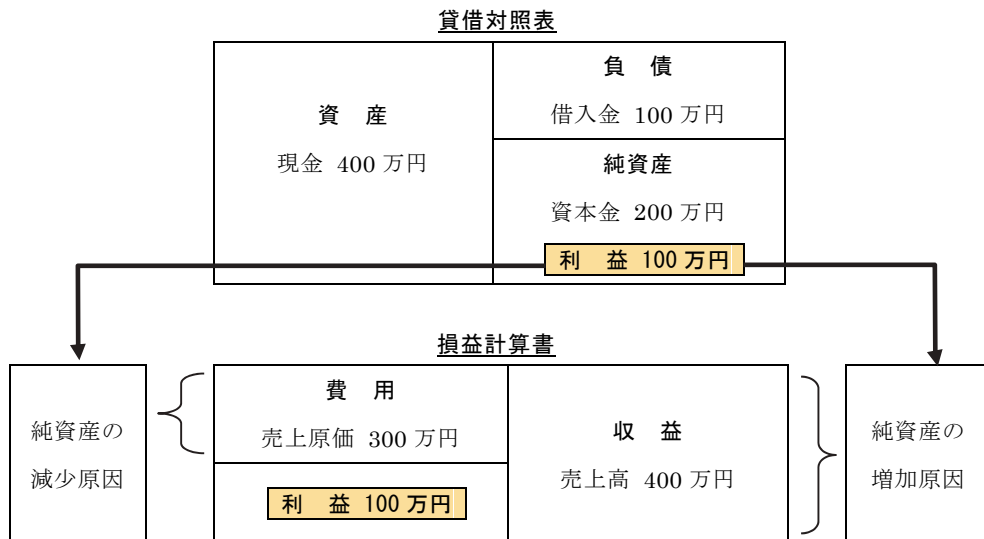 貸借対照表
資　産
現金 400 万円
負　債
借入金 100 万円
純資産
資本金 200 万円
利　益 100 万円
損益計算書
純資産の
減少原因
費　用
売上原価 300 万円
利　益 100 万円
収　益
売上高 400 万円
純資産の
増加原因